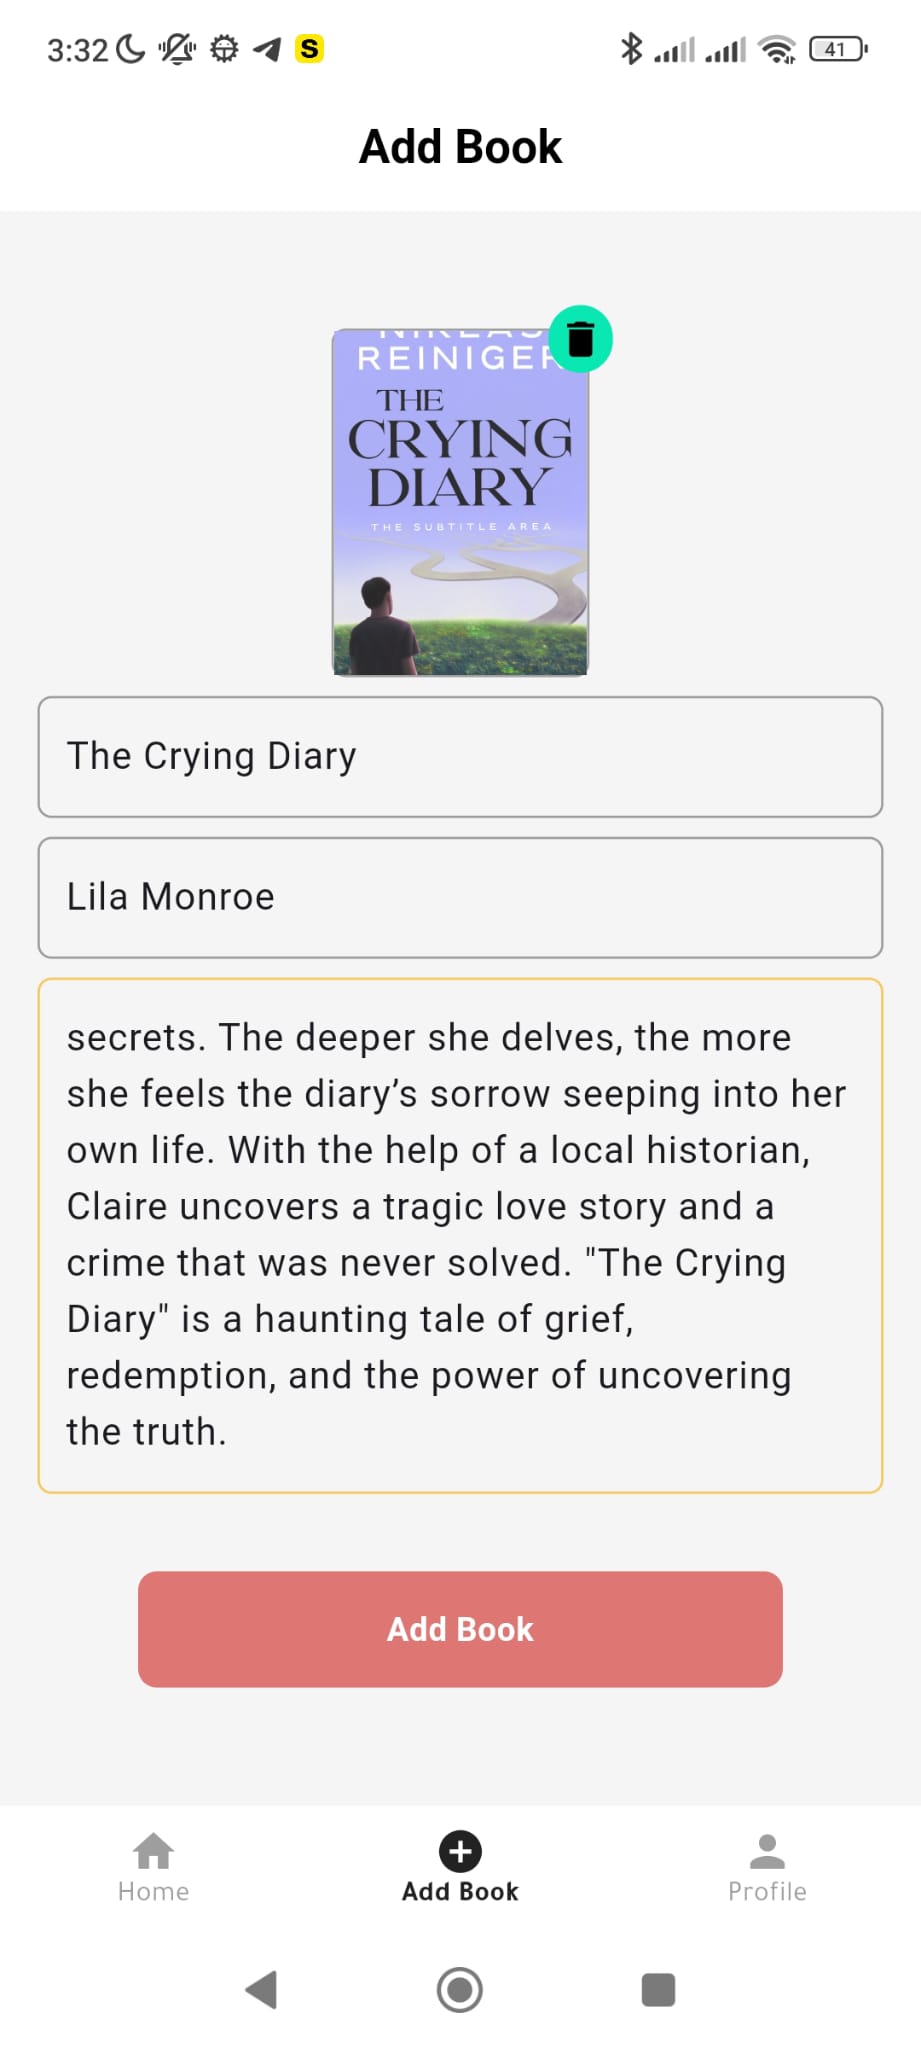 3:32
S
41
Add Book
NIKLAS
REINIGER
THE
CRYING
DIARY
THE SUBTITLE AREA
The Crying Diary
Lila Monroe
secrets. The deeper she delves, the more
she feels the diary’s sorrow seeping into her
own life. With the help of a local historian,
Claire uncovers a tragic love story and a
crime that was never solved. "The Crying
Diary" is a haunting tale of grief,
redemption, and the power of uncovering
the truth.
Add Book
Home
Add Book
Profile